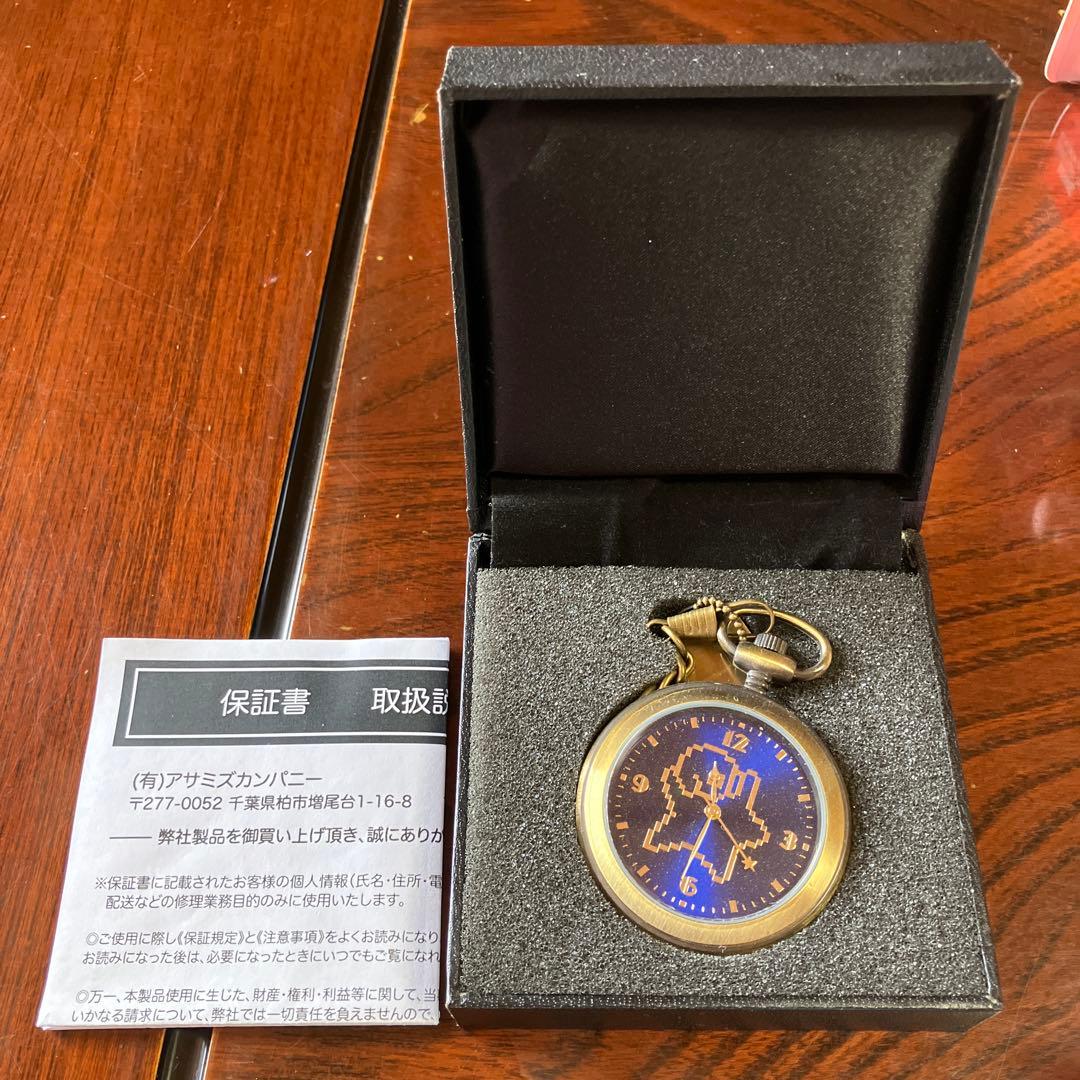 保証書 取扱説
(有)アサミズカンパニー
〒277-0052 千葉県柏市増尾台1-16-8
弊社製品を御買い上げ頂き、誠にありか
※保証書に記載されたお客様の個人情報(氏名・住所・電
配送などの修理業務目的のみに使用いたします。
◎ご使用に際し《保証規定》と《注意事項》をよくお読みになり
お読みになった後は、必要になったときにいつでもご覧になれ
◎万一、本製品使用に生じた、財産・権利・利益等に関して、当
いかなる請求について、弊社では一切責任を負えませんので、
12
9
3
6